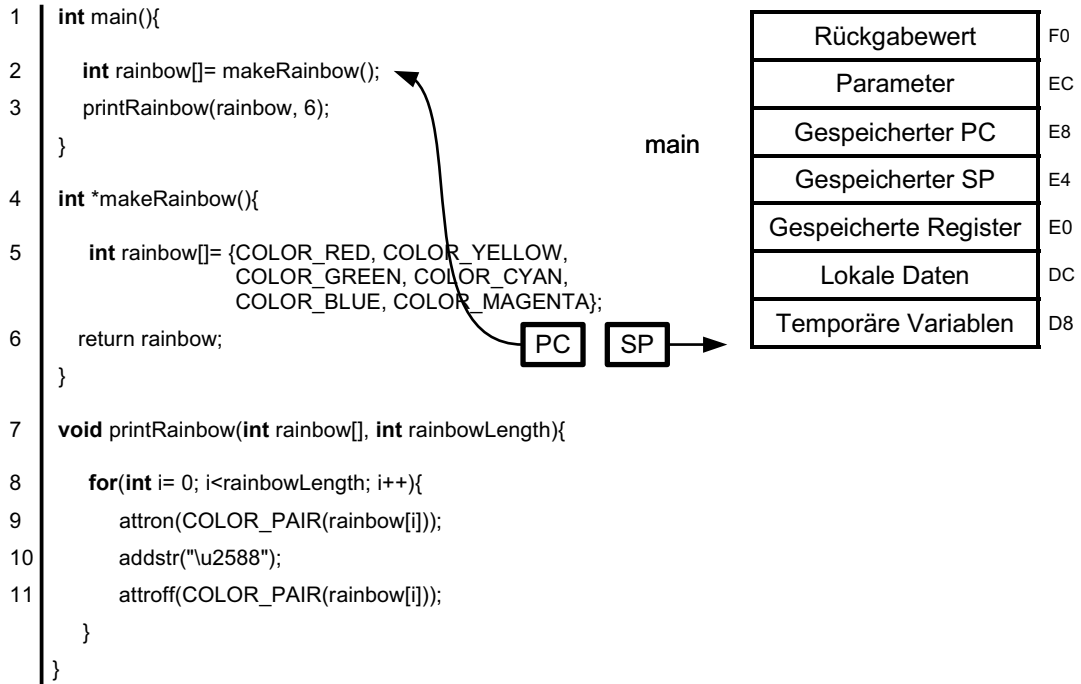 1 int main(){
2 int rainbow[]= makeRainbow();
3 printRainbow(rainbow, 6);
}
4 int *makeRainbow(){
5 int rainbow[]= {COLOR_RED, COLOR_YELLOW,
COLOR_GREEN, COLOR_CYAN,
COLOR_BLUE, COLOR_MAGENTA};
6 return rainbow;
}
7 void printRainbow(int rainbow[], int rainbowLength){
8 for(int i= 0; i<rainbowLength; i++){
9 attron(COLOR_PAIR(rainbow[i]));
10 addstr("\u2588");
11 attroff(COLOR_PAIR(rainbow[i]));
}
}
PC SP
main
Rückgabewert F0
Parameter EC
Gespeicherter PC E8
Gespeicherter SP E4
Gespeicherte Register E0
Lokale Daten DC
Temporäre Variablen D8